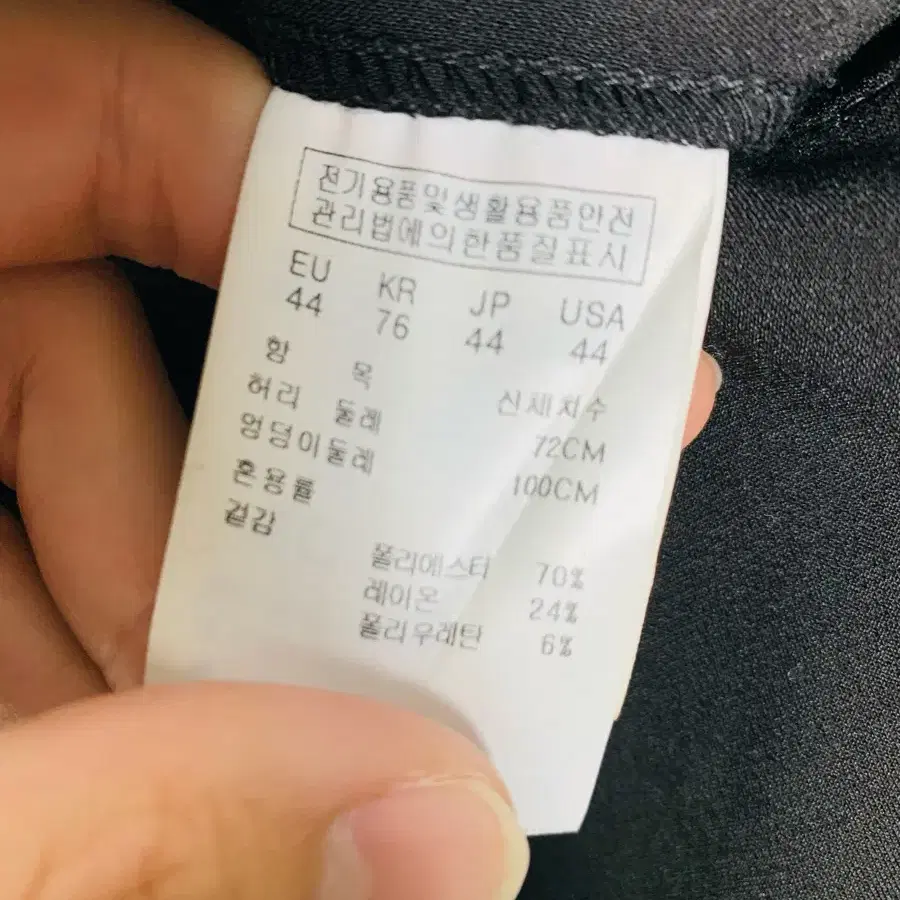 전기용품및생활용품안전
관리법에의한품질표시
EU KR JP USA
44 76 44 44
항 목 신체치수
허리 둘레 72CM
엉덩이둘레 100CM
혼용률
겉감
폴리에스터 70%
레이온 24%
폴리우레탄 6%